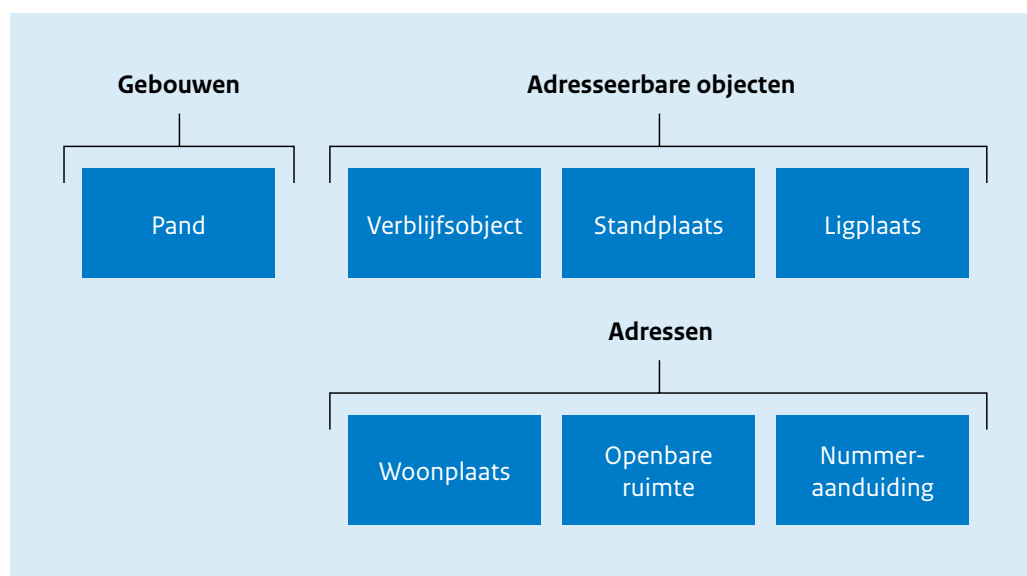 Gebouwen
Adresseerbare objecten
Pand
Verblijfsobject
Standplaats
Ligplaats
Adressen
Woonplaats
Openbare
ruimte
Nummer-
aanduiding